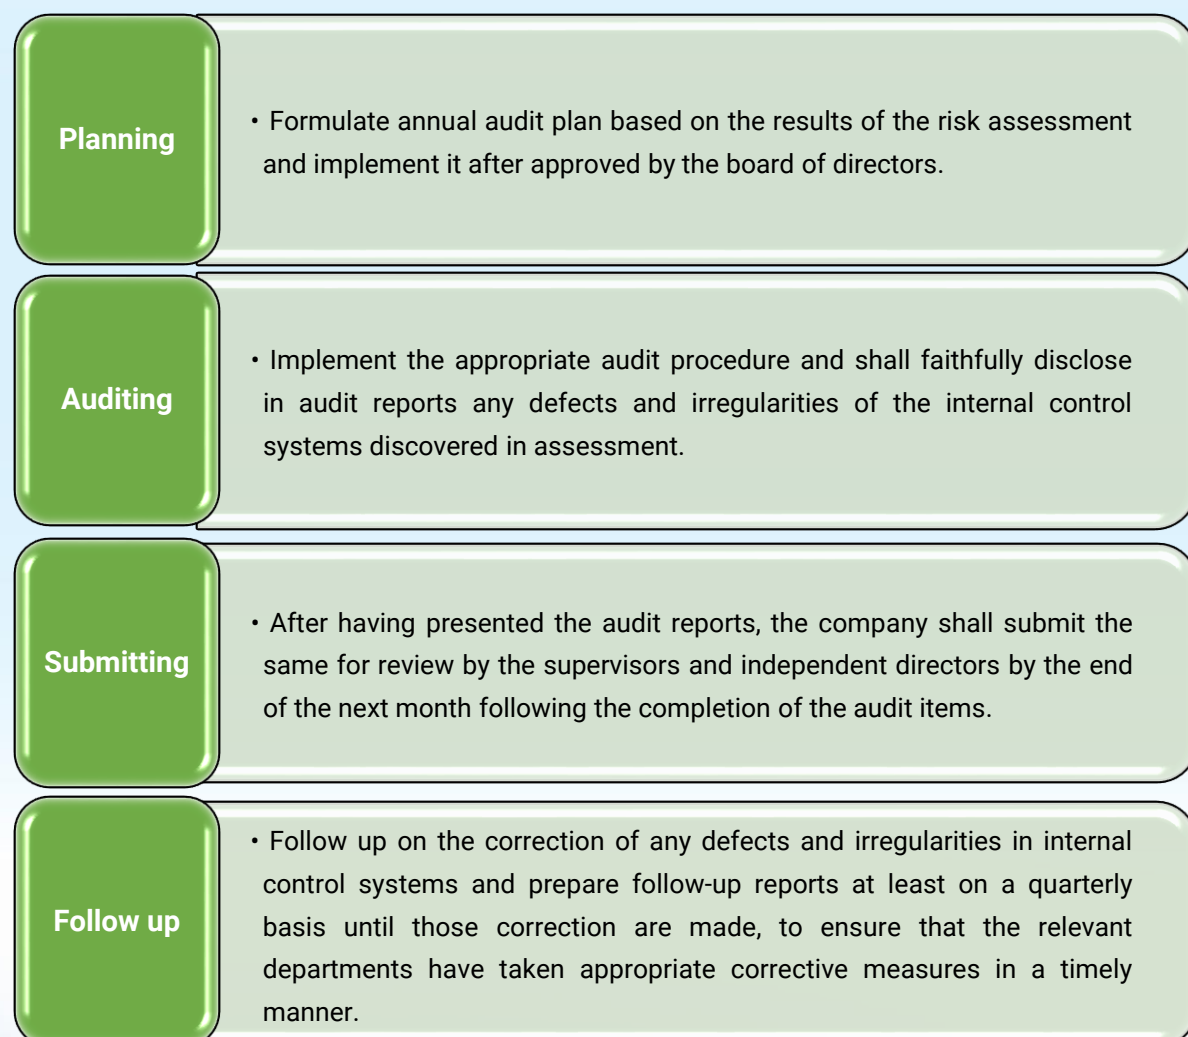 Planning
• Formulate annual audit plan based on the results of the risk assessment
and implement it after approved by the board of directors.
Auditing
• Implement the appropriate audit procedure and shall faithfully disclose
in audit reports any defects and irregularities of the internal control
systems discovered in assessment.
Submitting
• After having presented the audit reports, the company shall submit the
same for review by the supervisors and independent directors by the end
of the next month following the completion of the audit items.
Follow up
• Follow up on the correction of any defects and irregularities in internal
control systems and prepare follow-up reports at least on a quarterly
basis until those correction are made, to ensure that the relevant
departments have taken appropriate corrective measures in a timely
manner.